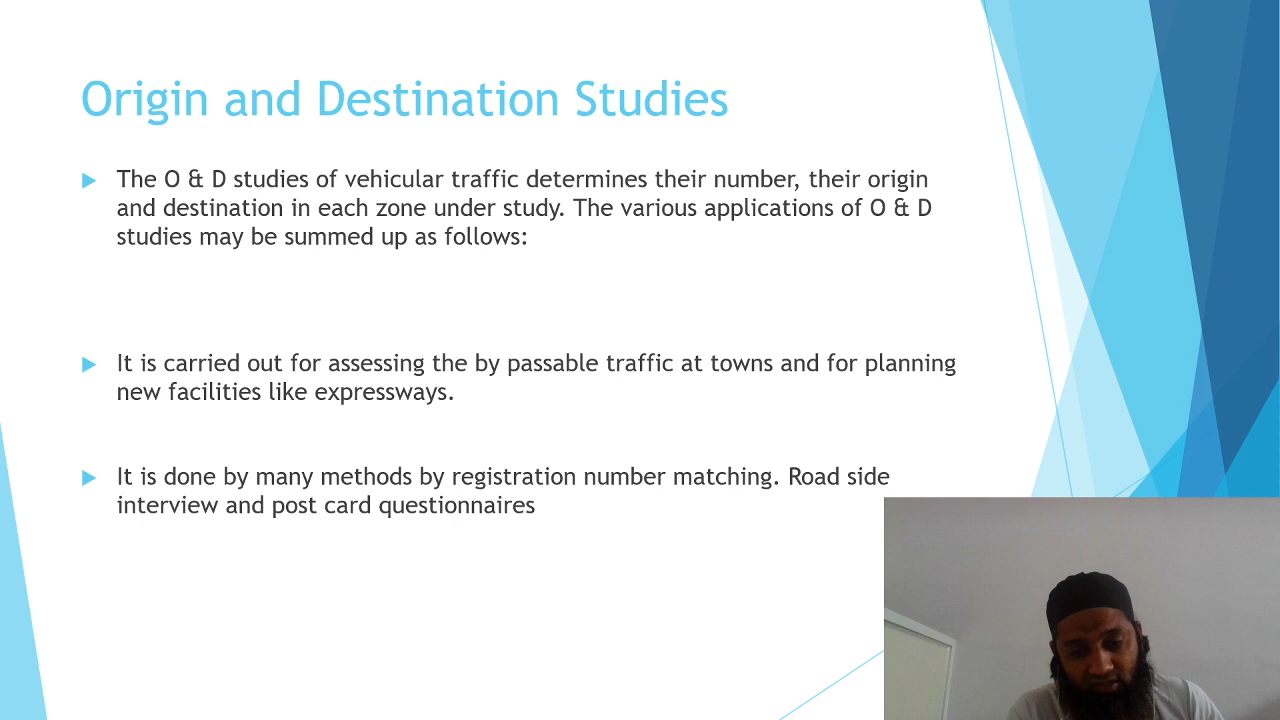 Origin and Destination Studies
The O & D studies of vehicular traffic determines their number, their origin
and destination in each zone under study. The various applications of O & D
studies may be summed up as follows:
It is carried out for assessing the by passable traffic at towns and for planning
new facilities like expressways.
It is done by many methods by registration number matching. Road side
interview and post card questionnaires